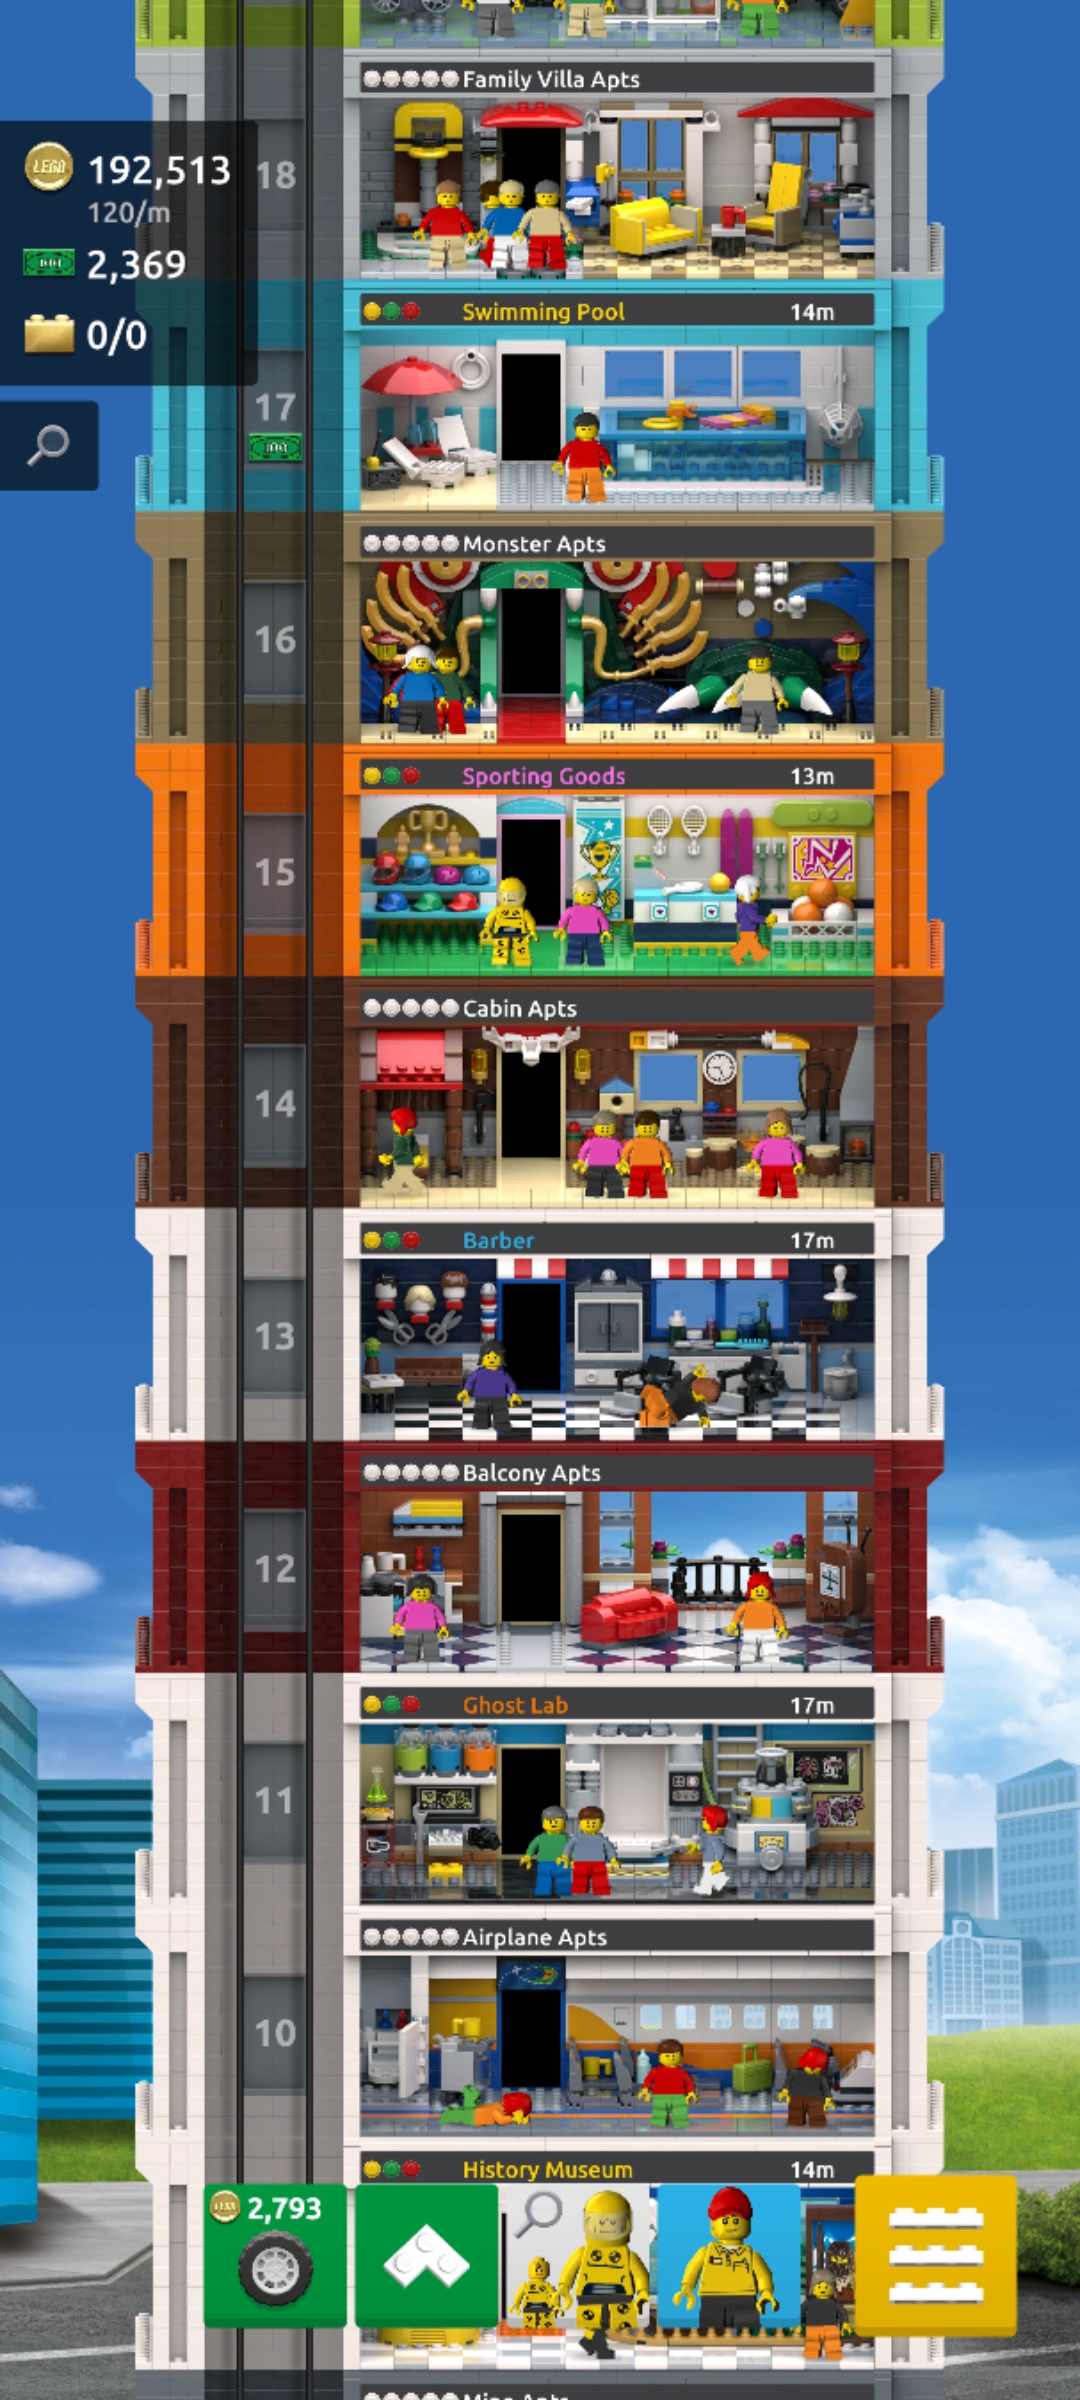 Family Villa Apts
LEGO 192,513
120/m
18
2,369
0/0
Swimming Pool 14m
17
Monster Apts
16
Sporting Goods 13m
15
Cabin Apts
14
Barber 17m
13
Balcony Apts
12
Ghost Lab 17m
11
Airplane Apts
10
History Museum 14m
2,793